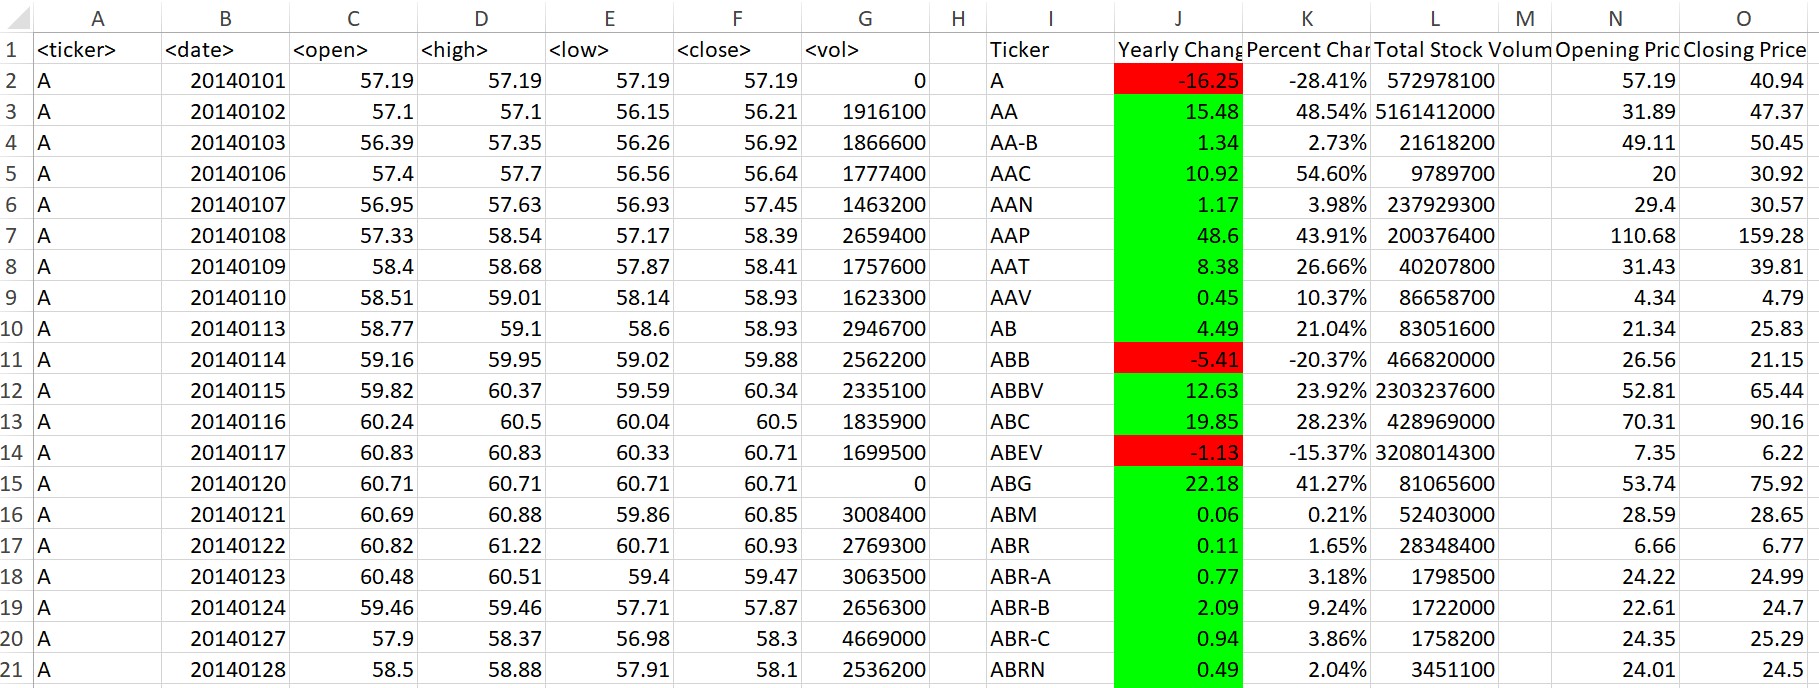 A B C D E F G H I J K L M N O
1 <ticker> <date> <open> <high> <low> <close> <vol> Ticker Yearly Chang Percent Char Total Stock Volum Opening Pric Closing Price
2 A 20140101 57.19 57.19 57.19 57.19 0 A -16.25 -28.41% 572978100 57.19 40.94
3 A 20140102 57.1 57.1 56.15 56.21 1916100 AA 15.48 48.54% 5161412000 31.89 47.37
4 A 20140103 56.39 57.35 56.26 56.92 1866600 AA-B 1.34 2.73% 21618200 49.11 50.45
5 A 20140106 57.4 57.7 56.56 56.64 1777400 AAC 10.92 54.60% 9789700 20 30.92
6 A 20140107 56.95 57.63 56.93 57.45 1463200 AAN 1.17 3.98% 237929300 29.4 30.57
7 A 20140108 57.33 58.54 57.17 58.39 2659400 AAP 48.6 43.91% 200376400 110.68 159.28
8 A 20140109 58.4 58.68 57.87 58.41 1757600 AAT 8.38 26.66% 40207800 31.43 39.81
9 A 20140110 58.51 59.01 58.14 58.93 1623300 AAV 0.45 10.37% 86658700 4.34 4.79
10 A 20140113 58.77 59.1 58.6 58.93 2946700 AB 4.49 21.04% 83051600 21.34 25.83
11 A 20140114 59.16 59.95 59.02 59.88 2562200 ABB -5.41 -20.37% 466820000 26.56 21.15
12 A 20140115 59.82 60.37 59.59 60.34 2335100 ABBV 12.63 23.92% 2303237600 52.81 65.44
13 A 20140116 60.24 60.5 60.04 60.5 1835900 ABC 19.85 28.23% 428969000 70.31 90.16
14 A 20140117 60.83 60.83 60.33 60.71 1699500 ABEV -1.13 -15.37% 3208014300 7.35 6.22
15 A 20140120 60.71 60.71 60.71 60.71 0 ABG 22.18 41.27% 81065600 53.74 75.92
16 A 20140121 60.69 60.88 59.86 60.85 3008400 ABM 0.06 0.21% 52403000 28.59 28.65
17 A 20140122 60.82 61.22 60.71 60.93 2769300 ABR 0.11 1.65% 28348400 6.66 6.77
18 A 20140123 60.48 60.51 59.4 59.47 3063500 ABR-A 0.77 3.18% 1798500 24.22 24.99
19 A 20140124 59.46 59.46 57.71 57.87 2656300 ABR-B 2.09 9.24% 1722000 22.61 24.7
20 A 20140127 57.9 58.37 56.98 58.3 4669000 ABR-C 0.94 3.86% 1758200 24.35 25.29
21 A 20140128 58.5 58.88 57.91 58.1 2536200 ABRN 0.49 2.04% 3451100 24.01 24.5